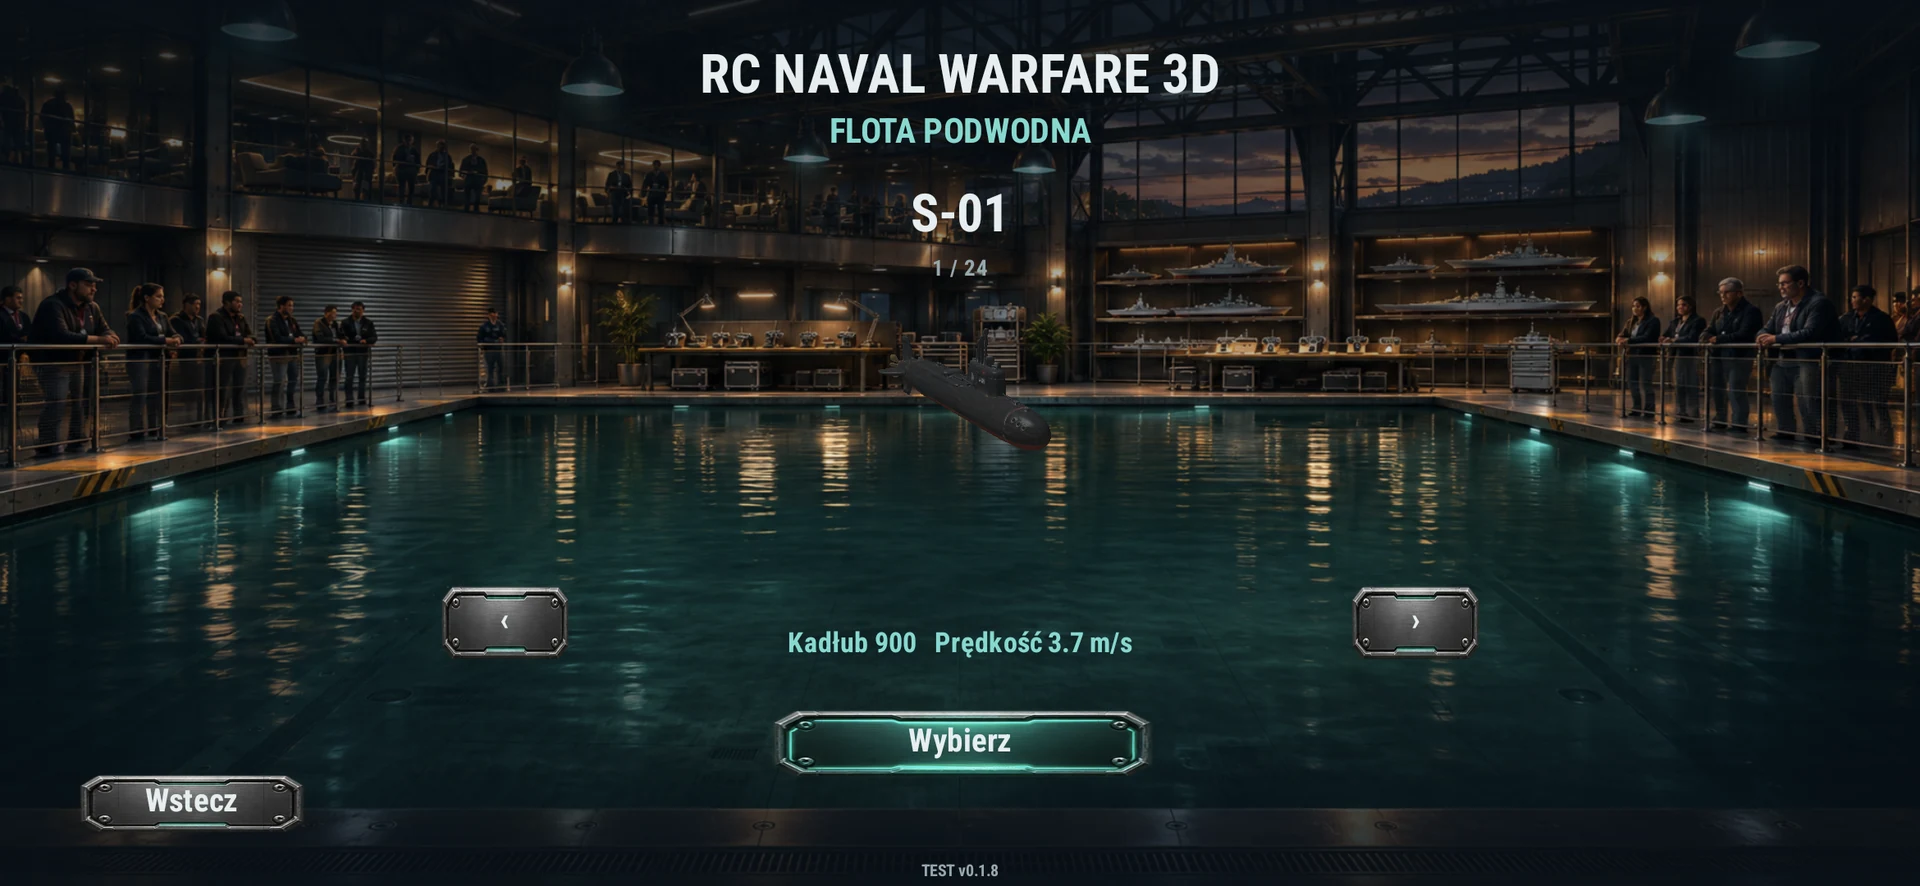 RC NAVAL WARFARE 3D
FLOTA PODWODNA
S-01
1 / 24
‹
›
Kadłub 900 Prędkość 3.7 m/s
Wybierz
Wstecz
TEST v0.1.8